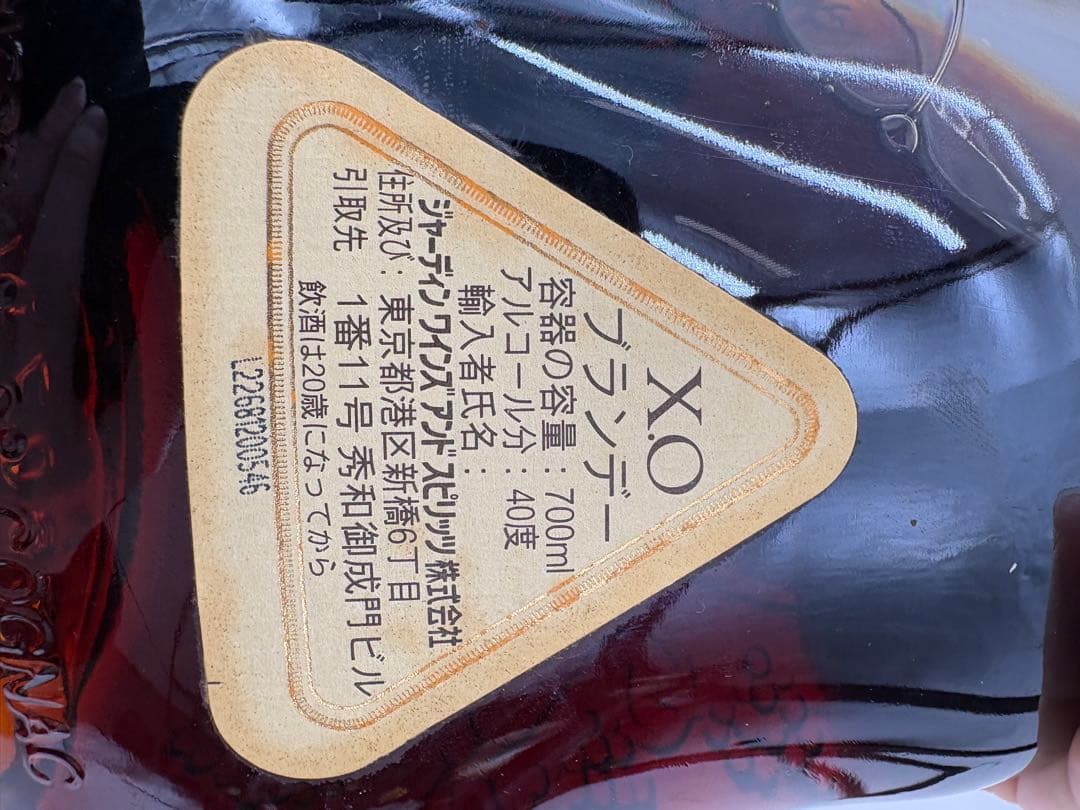 X.O
ブランデー
容器の容量：700ml
アルコール分：40度
輸入者氏名：
ジャーディン ワインズ アンド スピリッツ 株式会社
住所及び：東京都港区新橋6丁目
引取先 1番11号 秀和御成門ビル
飲酒は20歳になってから
L22681200546
COGNAC